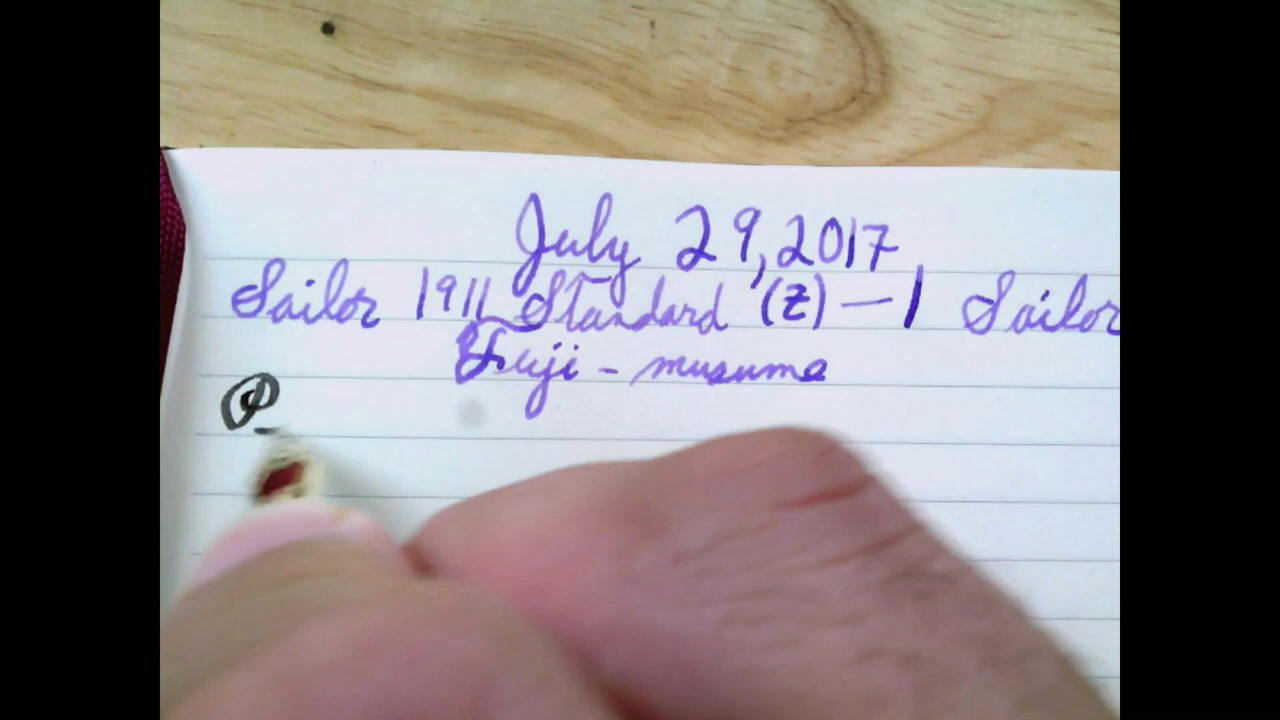 July 29, 2017
Sailor 1911 Standard (Z) – 1 Sailor
Fuji - musume
P